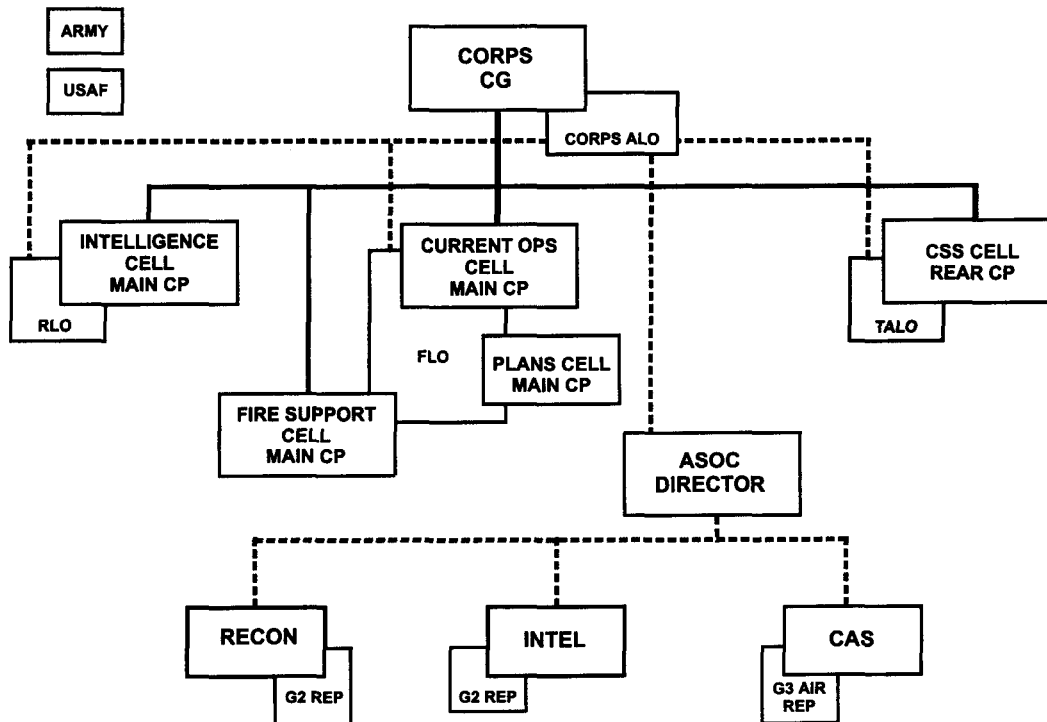 ARMY
USAF
CORPS
CG
CORPS ALO
INTELLIGENCE
CELL
MAIN CP
RLO
CURRENT OPS
CELL
MAIN CP
CSS CELL
REAR CP
TALO
FLO
PLANS CELL
MAIN CP
FIRE SUPPORT
CELL
MAIN CP
ASOC
DIRECTOR
RECON
G2 REP
INTEL
G2 REP
CAS
G3 AIR
REP